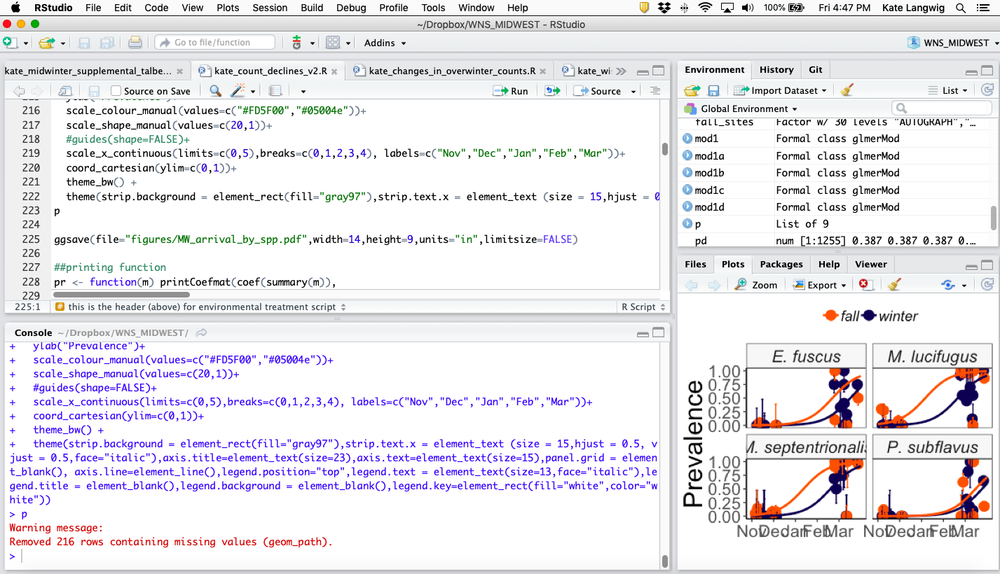 RStudio File Edit Code View Plots Session Build Debug Profile Tools Window Help 100% Fri 4:47 PM Kate Langwig
~/Dropbox/WNS_MIDWEST - RStudio
Go to file/function Addins WNS_MIDWEST
kate_midwinter_supplemental_talbe... kate_count_declines_v2.R kate_changes_in_overwinter_counts.R kate_wi
Source on Save Run Source
216 scale_colour_manual(values=c("#FD5F00","#05004e"))+
217 scale_shape_manual(values=c(20,1))+
218 #guides(shape=FALSE)+
219 scale_x_continuous(limits=c(0,5),breaks=c(0,1,2,3,4), labels=c("Nov","Dec","Jan","Feb","Mar"))+
220 coord_cartesian(ylim=c(0,1))+
221 theme_bw() +
222 theme(strip.background = element_rect(fill="gray97"),strip.text.x = element_text (size = 15,hjust = 0
223 p
224
225 ggsave(file="figures/MW_arrival_by_spp.pdf",width=14,height=9,units="in",limitsize=FALSE)
226
227 ##printing function
228 pr <- function(m) printCoefmat(coef(summary(m)),
229
225:1 # this is the header (above) for environmental treatment script R Script
Console ~/Dropbox/WNS_MIDWEST/
+ ylab("Prevalence")+
+ scale_colour_manual(values=c("#FD5F00","#05004e"))+
+ scale_shape_manual(values=c(20,1))+
+ #guides(shape=FALSE)+
+ scale_x_continuous(limits=c(0,5),breaks=c(0,1,2,3,4), labels=c("Nov","Dec","Jan","Feb","Mar"))+
+ coord_cartesian(ylim=c(0,1))+
+ theme_bw() +
+ theme(strip.background = element_rect(fill="gray97"),strip.text.x = element_text (size = 15,hjust = 0.5, v
just = 0.5,face="italic"),axis.title=element_text(size=23),axis.text=element_text(size=15),panel.grid = elemen
t_blank(), axis.line=element_line(),legend.position="top",legend.text = element_text(size=13,face="italic"),le
gend.title = element_blank(),legend.background = element_blank(),legend.key=element_rect(fill="white",color="w
hite"))
> p
Warning message:
Removed 216 rows containing missing values (geom_path).
>
Environment History Git
Import Dataset List
Global Environment
fall_sites Factor w/ 30 levels "AUTOGRAPH","…
mod1 Formal class glmerMod
mod1a Formal class glmerMod
mod1b Formal class glmerMod
mod1c Formal class glmerMod
mod1d Formal class glmerMod
p List of 9
pd num [1:1255] 0.387 0.387 0.387 0.…
Files Plots Packages Help Viewer
Zoom Export
fall winter
E. fuscus M. lucifugus
1.00
0.75
0.50
0.25
0.00
Prevalence
M. septentrionalis P. subflavus
1.00
0.75
0.50
0.25
0.00
Nov Dec Jan Feb Mar Nov Dec Jan Feb Mar